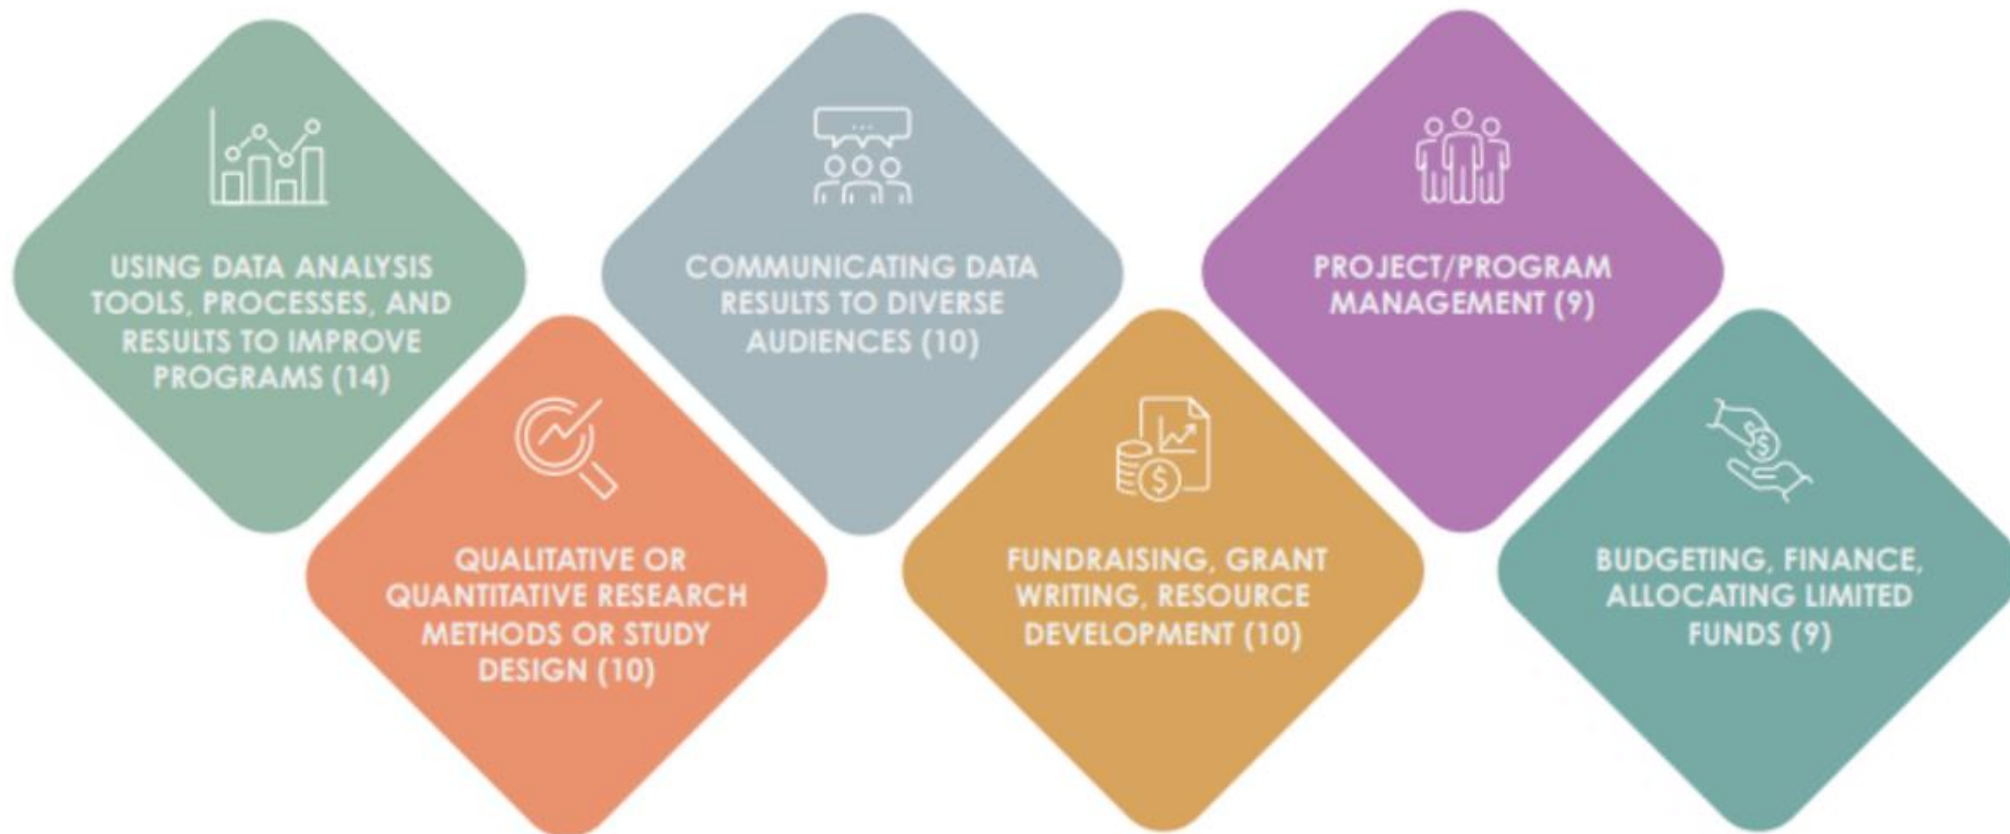 USING DATA ANALYSIS
TOOLS, PROCESSES, AND
RESULTS TO IMPROVE
PROGRAMS (14)
QUALITATIVE OR
QUANTITATIVE RESEARCH
METHODS OR STUDY
DESIGN (10)
COMMUNICATING DATA
RESULTS TO DIVERSE
AUDIENCES (10)
FUNDRAISING, GRANT
WRITING, RESOURCE
DEVELOPMENT (10)
PROJECT/PROGRAM
MANAGEMENT (9)
BUDGETING, FINANCE,
ALLOCATING LIMITED
FUNDS (9)